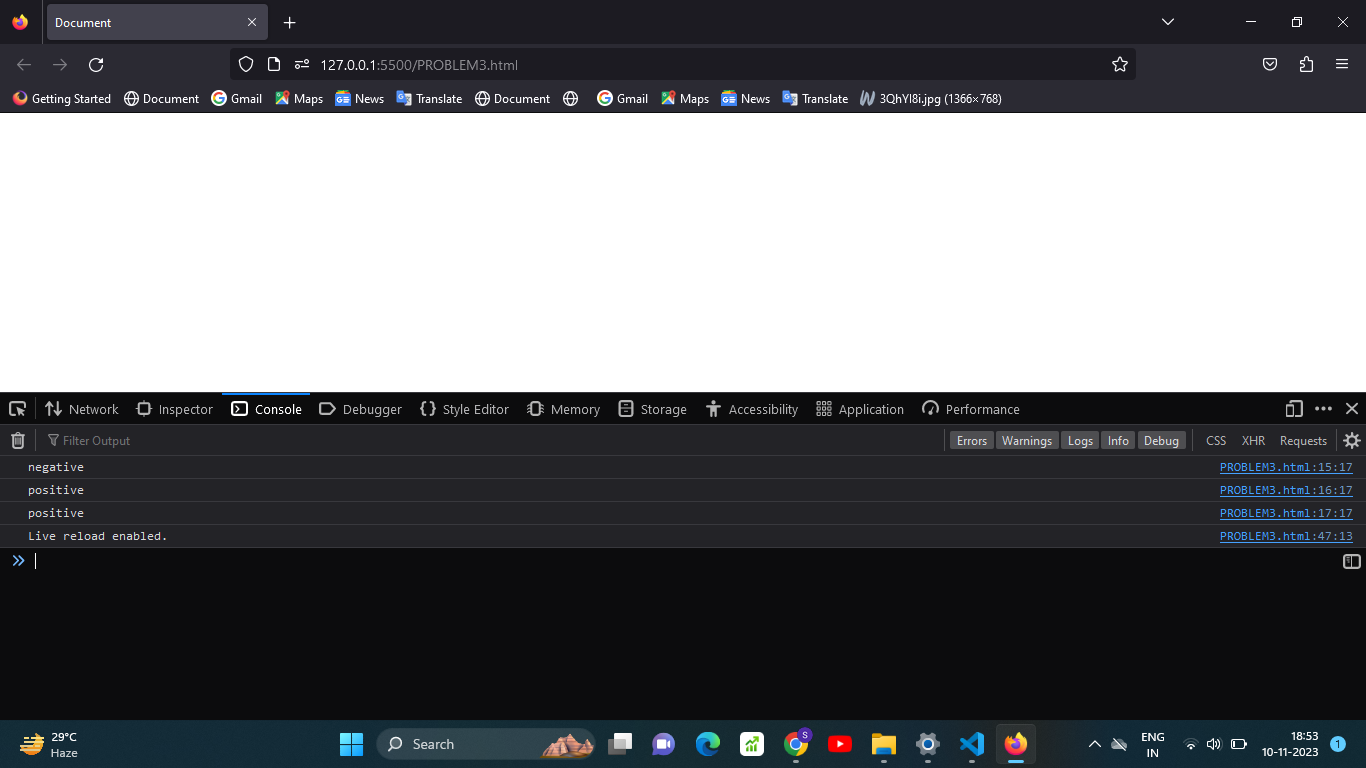 Document
127.0.0.1:5500/PROBLEM3.html
Getting Started Document Gmail Maps News Translate Document Gmail Maps News Translate 3QhYl8i.jpg (1366×768)
Network Inspector Console Debugger Style Editor Memory Storage Accessibility Application Performance
Filter Output Errors Warnings Logs Info Debug CSS XHR Requests
negative PROBLEM3.html:15:17
positive PROBLEM3.html:16:17
positive PROBLEM3.html:17:17
Live reload enabled. PROBLEM3.html:47:13
29°C
Haze
Search
S
ENG
IN
18:53
10-11-2023
1